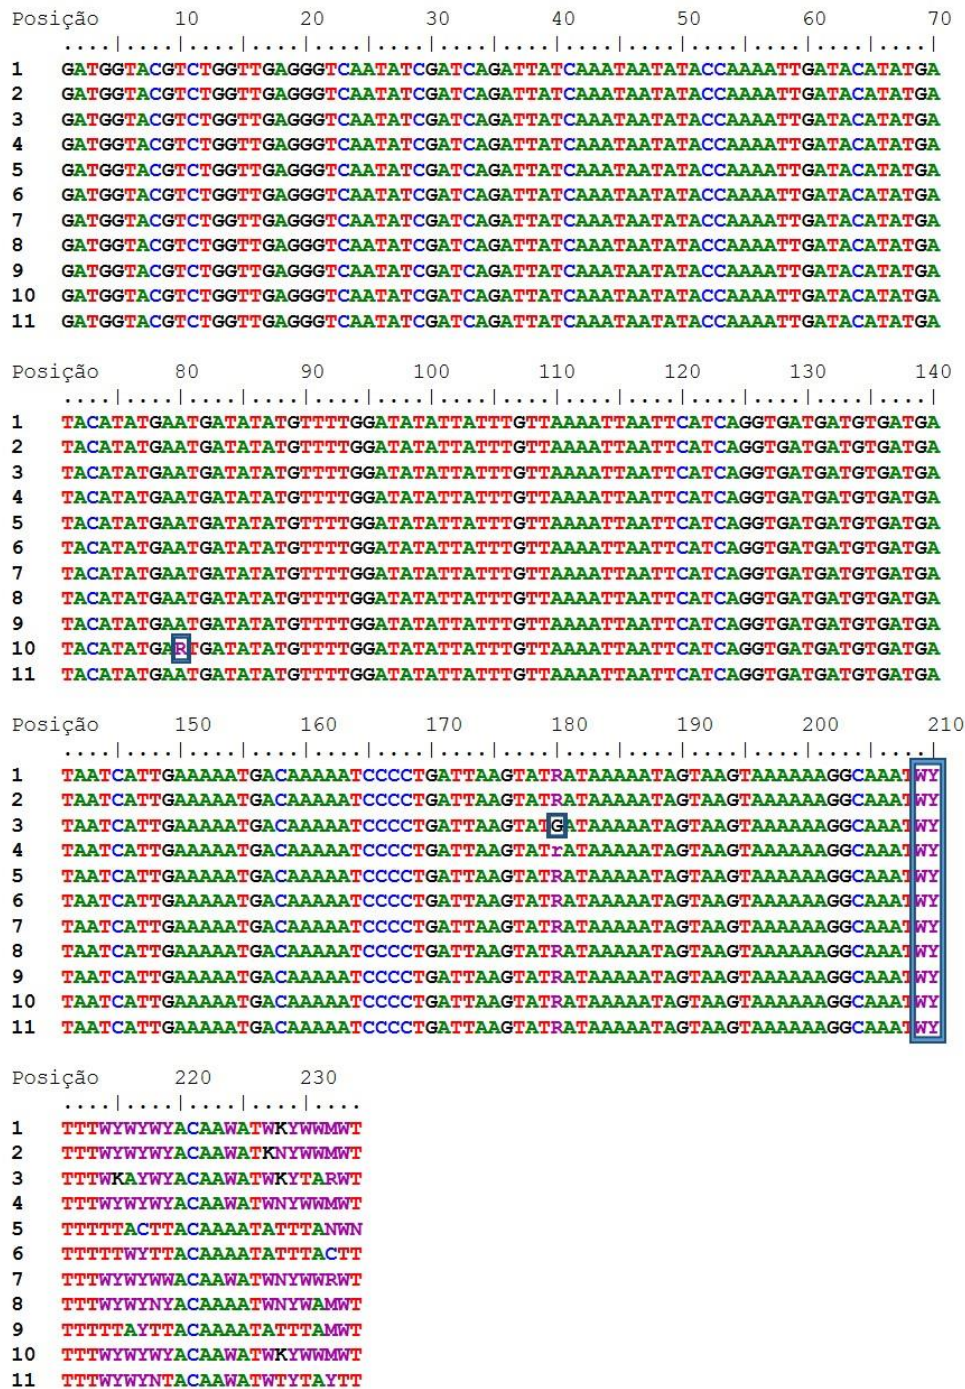 Posição 10 20 30 40 50 60 70
....|....|....|....|....|....|....|....|....|....|....|....|....|....|
1 GATGGTACGTCTGGTTGAGGGTCAATATCGATCAGATTATCAAATAATATACCAAAATTGATACATATGA
2 GATGGTACGTCTGGTTGAGGGTCAATATCGATCAGATTATCAAATAATATACCAAAATTGATACATATGA
3 GATGGTACGTCTGGTTGAGGGTCAATATCGATCAGATTATCAAATAATATACCAAAATTGATACATATGA
4 GATGGTACGTCTGGTTGAGGGTCAATATCGATCAGATTATCAAATAATATACCAAAATTGATACATATGA
5 GATGGTACGTCTGGTTGAGGGTCAATATCGATCAGATTATCAAATAATATACCAAAATTGATACATATGA
6 GATGGTACGTCTGGTTGAGGGTCAATATCGATCAGATTATCAAATAATATACCAAAATTGATACATATGA
7 GATGGTACGTCTGGTTGAGGGTCAATATCGATCAGATTATCAAATAATATACCAAAATTGATACATATGA
8 GATGGTACGTCTGGTTGAGGGTCAATATCGATCAGATTATCAAATAATATACCAAAATTGATACATATGA
9 GATGGTACGTCTGGTTGAGGGTCAATATCGATCAGATTATCAAATAATATACCAAAATTGATACATATGA
10 GATGGTACGTCTGGTTGAGGGTCAATATCGATCAGATTATCAAATAATATACCAAAATTGATACATATGA
11 GATGGTACGTCTGGTTGAGGGTCAATATCGATCAGATTATCAAATAATATACCAAAATTGATACATATGA
Posição 80 90 100 110 120 130 140
....|....|....|....|....|....|....|....|....|....|....|....|....|....|
1 TACATATGAATGATATATGTTTTGGATATATTATTTGTTAAAATTAATTCATCAGGTGATGATGTGATGA
2 TACATATGAATGATATATGTTTTGGATATATTATTTGTTAAAATTAATTCATCAGGTGATGATGTGATGA
3 TACATATGAATGATATATGTTTTGGATATATTATTTGTTAAAATTAATTCATCAGGTGATGATGTGATGA
4 TACATATGAATGATATATGTTTTGGATATATTATTTGTTAAAATTAATTCATCAGGTGATGATGTGATGA
5 TACATATGAATGATATATGTTTTGGATATATTATTTGTTAAAATTAATTCATCAGGTGATGATGTGATGA
6 TACATATGAATGATATATGTTTTGGATATATTATTTGTTAAAATTAATTCATCAGGTGATGATGTGATGA
7 TACATATGAATGATATATGTTTTGGATATATTATTTGTTAAAATTAATTCATCAGGTGATGATGTGATGA
8 TACATATGAATGATATATGTTTTGGATATATTATTTGTTAAAATTAATTCATCAGGTGATGATGTGATGA
9 TACATATGAATGATATATGTTTTGGATATATTATTTGTTAAAATTAATTCATCAGGTGATGATGTGATGA
10 TACATATGARTGATATATGTTTTGGATATATTATTTGTTAAAATTAATTCATCAGGTGATGATGTGATGA
11 TACATATGAATGATATATGTTTTGGATATATTATTTGTTAAAATTAATTCATCAGGTGATGATGTGATGA
Posição 150 160 170 180 190 200 210
....|....|....|....|....|....|....|....|....|....|....|....|....|....|
1 TAATCATTGAAAAATGACAAAAATCCCCTGATTAAGTATRATAAAAATAGTAAGTAAAAAAGGCAAATWY
2 TAATCATTGAAAAATGACAAAAATCCCCTGATTAAGTATRATAAAAATAGTAAGTAAAAAAGGCAAATWY
3 TAATCATTGAAAAATGACAAAAATCCCCTGATTAAGTATGATAAAAATAGTAAGTAAAAAAGGCAAATWY
4 TAATCATTGAAAAATGACAAAAATCCCCTGATTAAGTATrATAAAAATAGTAAGTAAAAAAGGCAAATWY
5 TAATCATTGAAAAATGACAAAAATCCCCTGATTAAGTATRATAAAAATAGTAAGTAAAAAAGGCAAATWY
6 TAATCATTGAAAAATGACAAAAATCCCCTGATTAAGTATRATAAAAATAGTAAGTAAAAAAGGCAAATWY
7 TAATCATTGAAAAATGACAAAAATCCCCTGATTAAGTATRATAAAAATAGTAAGTAAAAAAGGCAAATWY
8 TAATCATTGAAAAATGACAAAAATCCCCTGATTAAGTATRATAAAAATAGTAAGTAAAAAAGGCAAATWY
9 TAATCATTGAAAAATGACAAAAATCCCCTGATTAAGTATRATAAAAATAGTAAGTAAAAAAGGCAAATWY
10 TAATCATTGAAAAATGACAAAAATCCCCTGATTAAGTATRATAAAAATAGTAAGTAAAAAAGGCAAATWY
11 TAATCATTGAAAAATGACAAAAATCCCCTGATTAAGTATRATAAAAATAGTAAGTAAAAAAGGCAAATWY
Posição 220 230
....|....|....|....|....
1 TTTWYWYWYACAAWATWKYWWMWT
2 TTTWYWYWYACAAWATKNYWWMWT
3 TTTWKAYWYACAAWATWKYTARWT
4 TTTWYWYWYACAAWATWNYWWMWT
5 TTTTTACTTACAAAATATTTANWN
6 TTTTTWYTTACAAAATATTTACTT
7 TTTWYWYWWACAAWATWNYWWRWT
8 TTTWYWYNYACAAAATWNYWAMWT
9 TTTTTAYTTACAAAATATTTAMWT
10 TTTWYWYWYACAAWATWKYWWMWT
11 TTTWYWYNTACAAWATWTYTAYTT